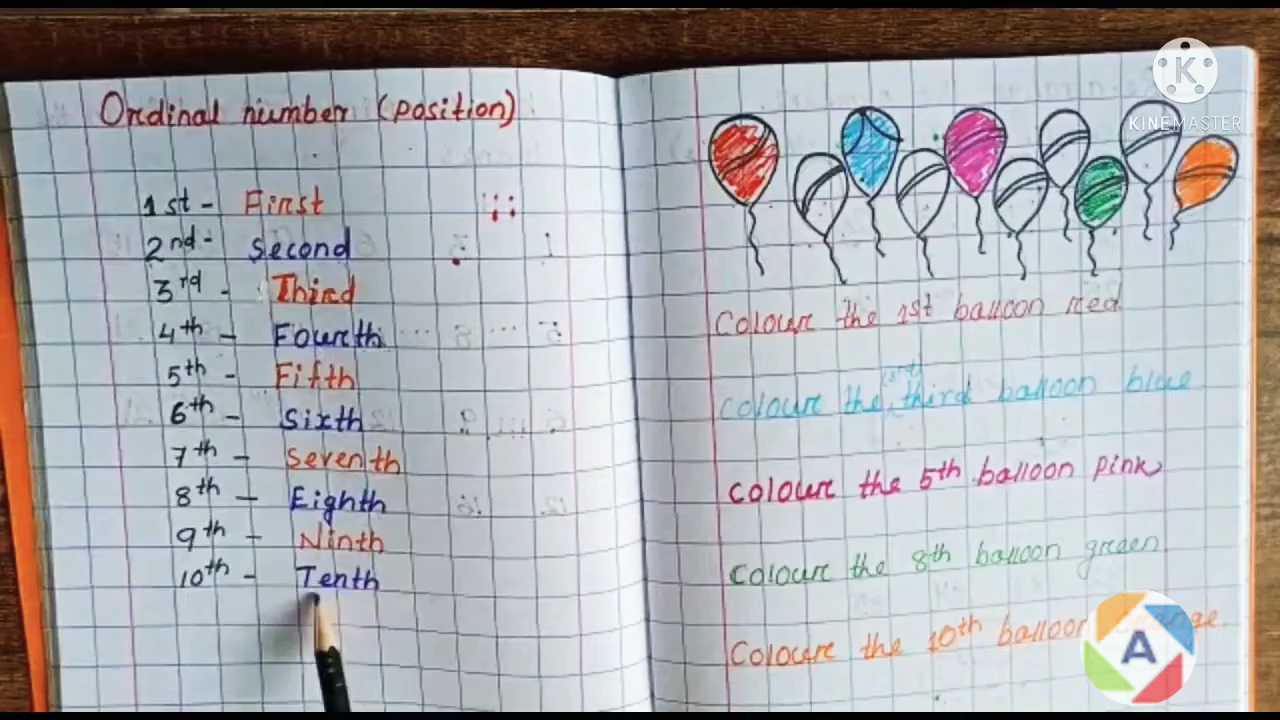 Ordinal number (position)
1st - First
2nd - Second
3rd - Third
4th - Fourth
5th - Fifth
6th - Sixth
7th - Seventh
8th - Eighth
9th - Ninth
10th - Tenth
KINEMASTER
Colour the 1st balloon red
Colour the third balloon blue
Colour the 5th balloon pink
Colour the 8th balloon green
Colour the 10th balloon
A